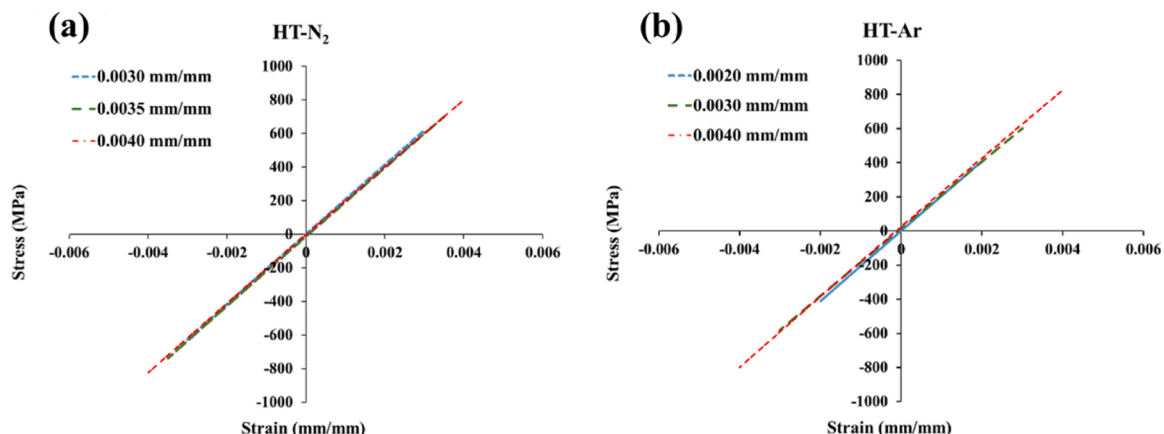 (a)
HT-N₂
0.0030 mm/mm
0.0035 mm/mm
0.0040 mm/mm
Stress (MPa)
1000
800
600
400
200
0
-200
-400
-600
-800
-1000
-0.006 -0.004 -0.002 0 0.002 0.004 0.006
Strain (mm/mm)
(b)
HT-Ar
0.0020 mm/mm
0.0030 mm/mm
0.0040 mm/mm
Stress (MPa)
1000
800
600
400
200
0
-200
-400
-600
-800
-1000
-0.006 -0.004 -0.002 0 0.002 0.004 0.006
Strain (mm/mm)